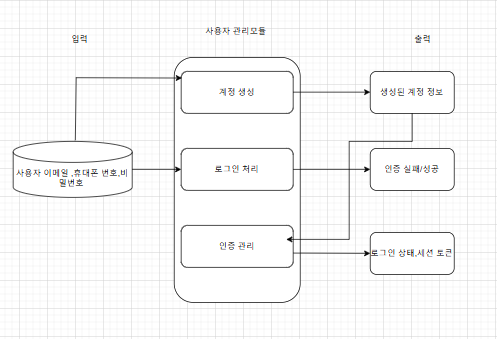 입력
사용자 관리모듈
출력
계정 생성
생성된 계정 정보
사용자 이메일 ,휴대폰 번호,비
밀번호
로그인 처리
인증 실패/성공
인증 관리
로그인 상태,세션 토큰